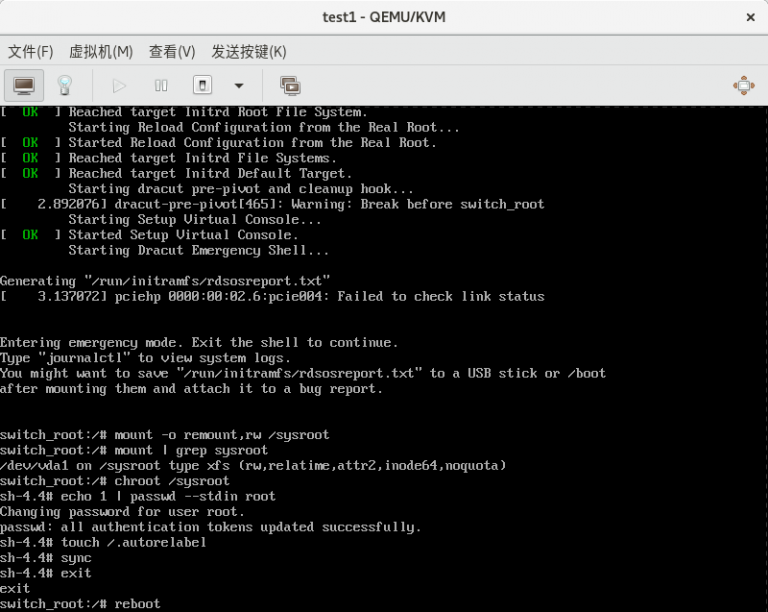 test1 - QEMU/KVM
文件(F) 虚拟机(M) 查看(V) 发送按键(K)
[  OK  ] Reached target Initrd Root File System.
         Starting Reload Configuration from the Real Root...
[  OK  ] Started Reload Configuration from the Real Root.
[  OK  ] Reached target Initrd File Systems.
[  OK  ] Reached target Initrd Default Target.
         Starting dracut pre-pivot and cleanup hook...
[    2.892076] dracut-pre-pivot[465]: Warning: Break before switch_root
         Starting Setup Virtual Console...
[  OK  ] Started Setup Virtual Console.
         Starting Dracut Emergency Shell...
Generating "/run/initramfs/rdsosreport.txt"
[    3.137072] pciehp 0000:00:02.6:pcie004: Failed to check link status
Entering emergency mode. Exit the shell to continue.
Type "journalctl" to view system logs.
You might want to save "/run/initramfs/rdsosreport.txt" to a USB stick or /boot
after mounting them and attach it to a bug report.
switch_root:/# mount -o remount,rw /sysroot
switch_root:/# mount | grep sysroot
/dev/vda1 on /sysroot type xfs (rw,relatime,attr2,inode64,noquota)
switch_root:/# chroot /sysroot
sh-4.4# echo 1 | passwd --stdin root
Changing password for user root.
passwd: all authentication tokens updated successfully.
sh-4.4# touch /.autorelabel
sh-4.4# sync
sh-4.4# exit
exit
switch_root:/# reboot